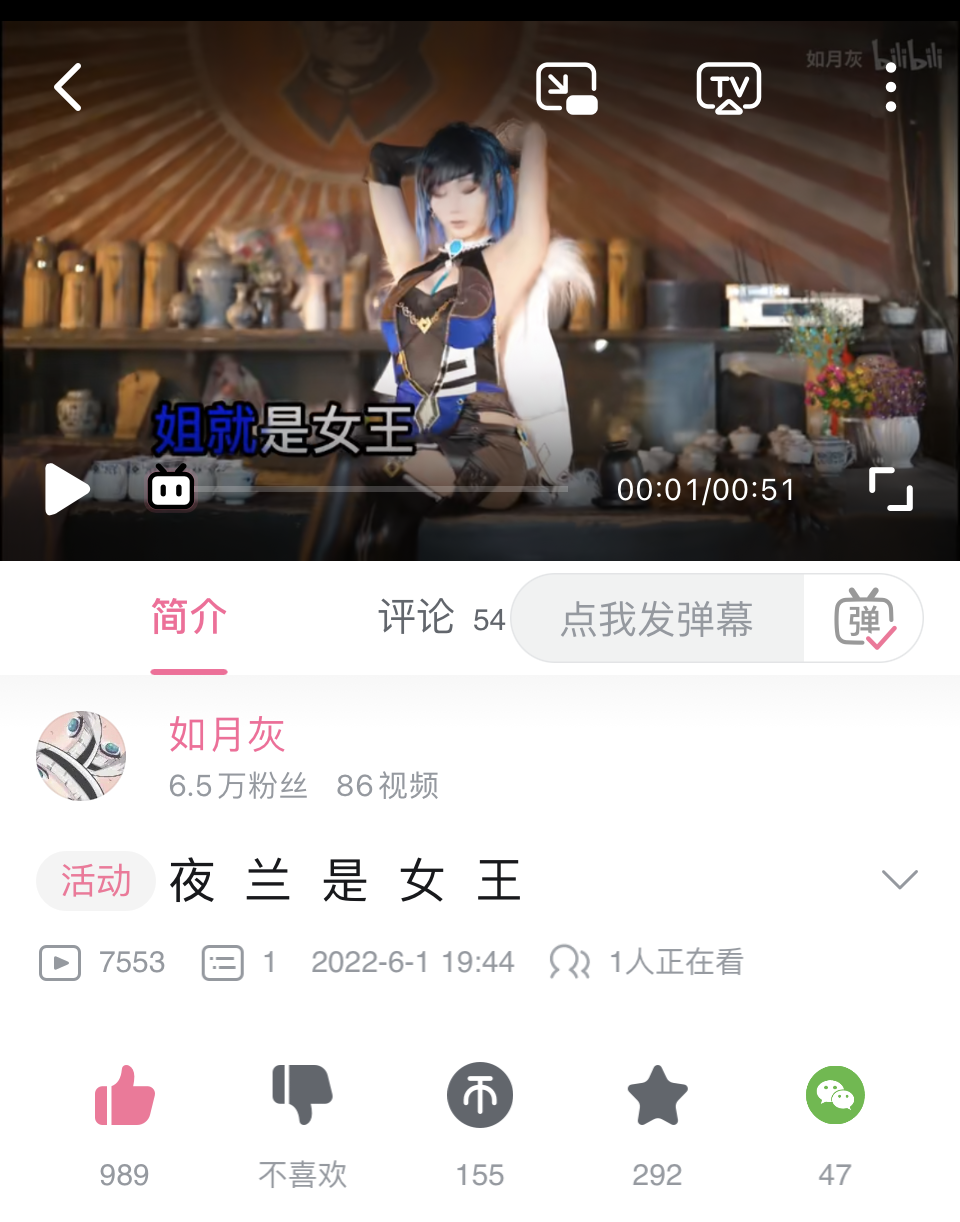 如月灰 bilibili
TV
姐就是女王
00:01/00:51
简介
评论 54
点我发弹幕
弹
如月灰
6.5万粉丝 86视频
活动 夜 兰 是 女 王
7553 1 2022-6-1 19:44 1人正在看
989 不喜欢 155 292 47